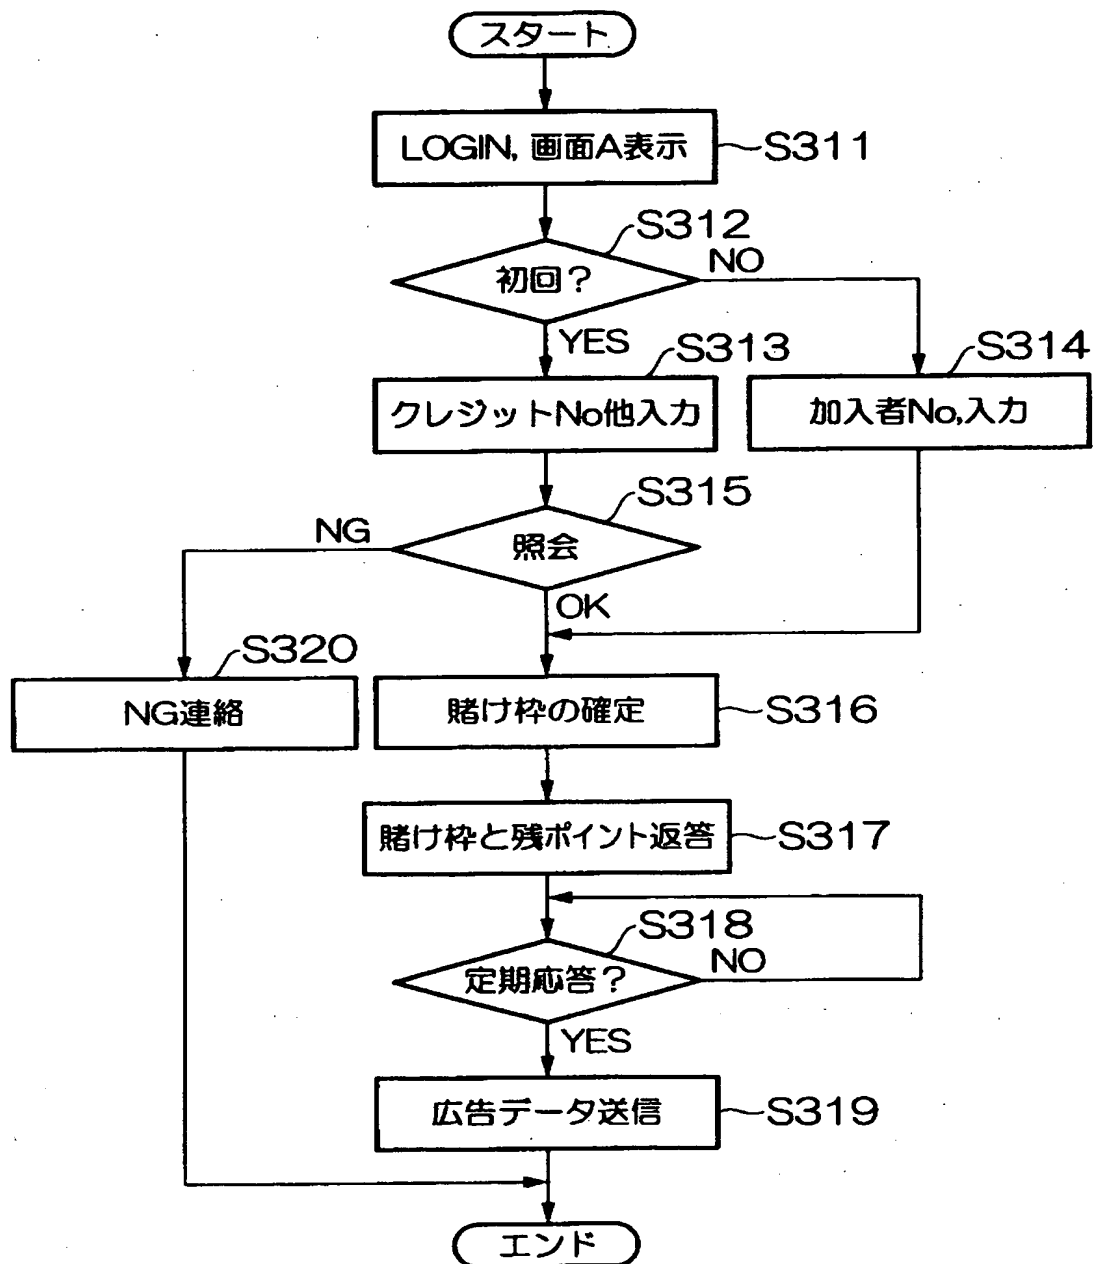 スタート
LOGIN, 画面A表示
S311
S312
初回?
NO
YES
S313
S314
クレジットNo他入力
加入者No,入力
S315
NG
照会
OK
S320
NG連絡
賭け枠の確定
S316
賭け枠と残ポイント返答
S317
S318
定期応答?
NO
YES
広告データ送信
S319
エンド